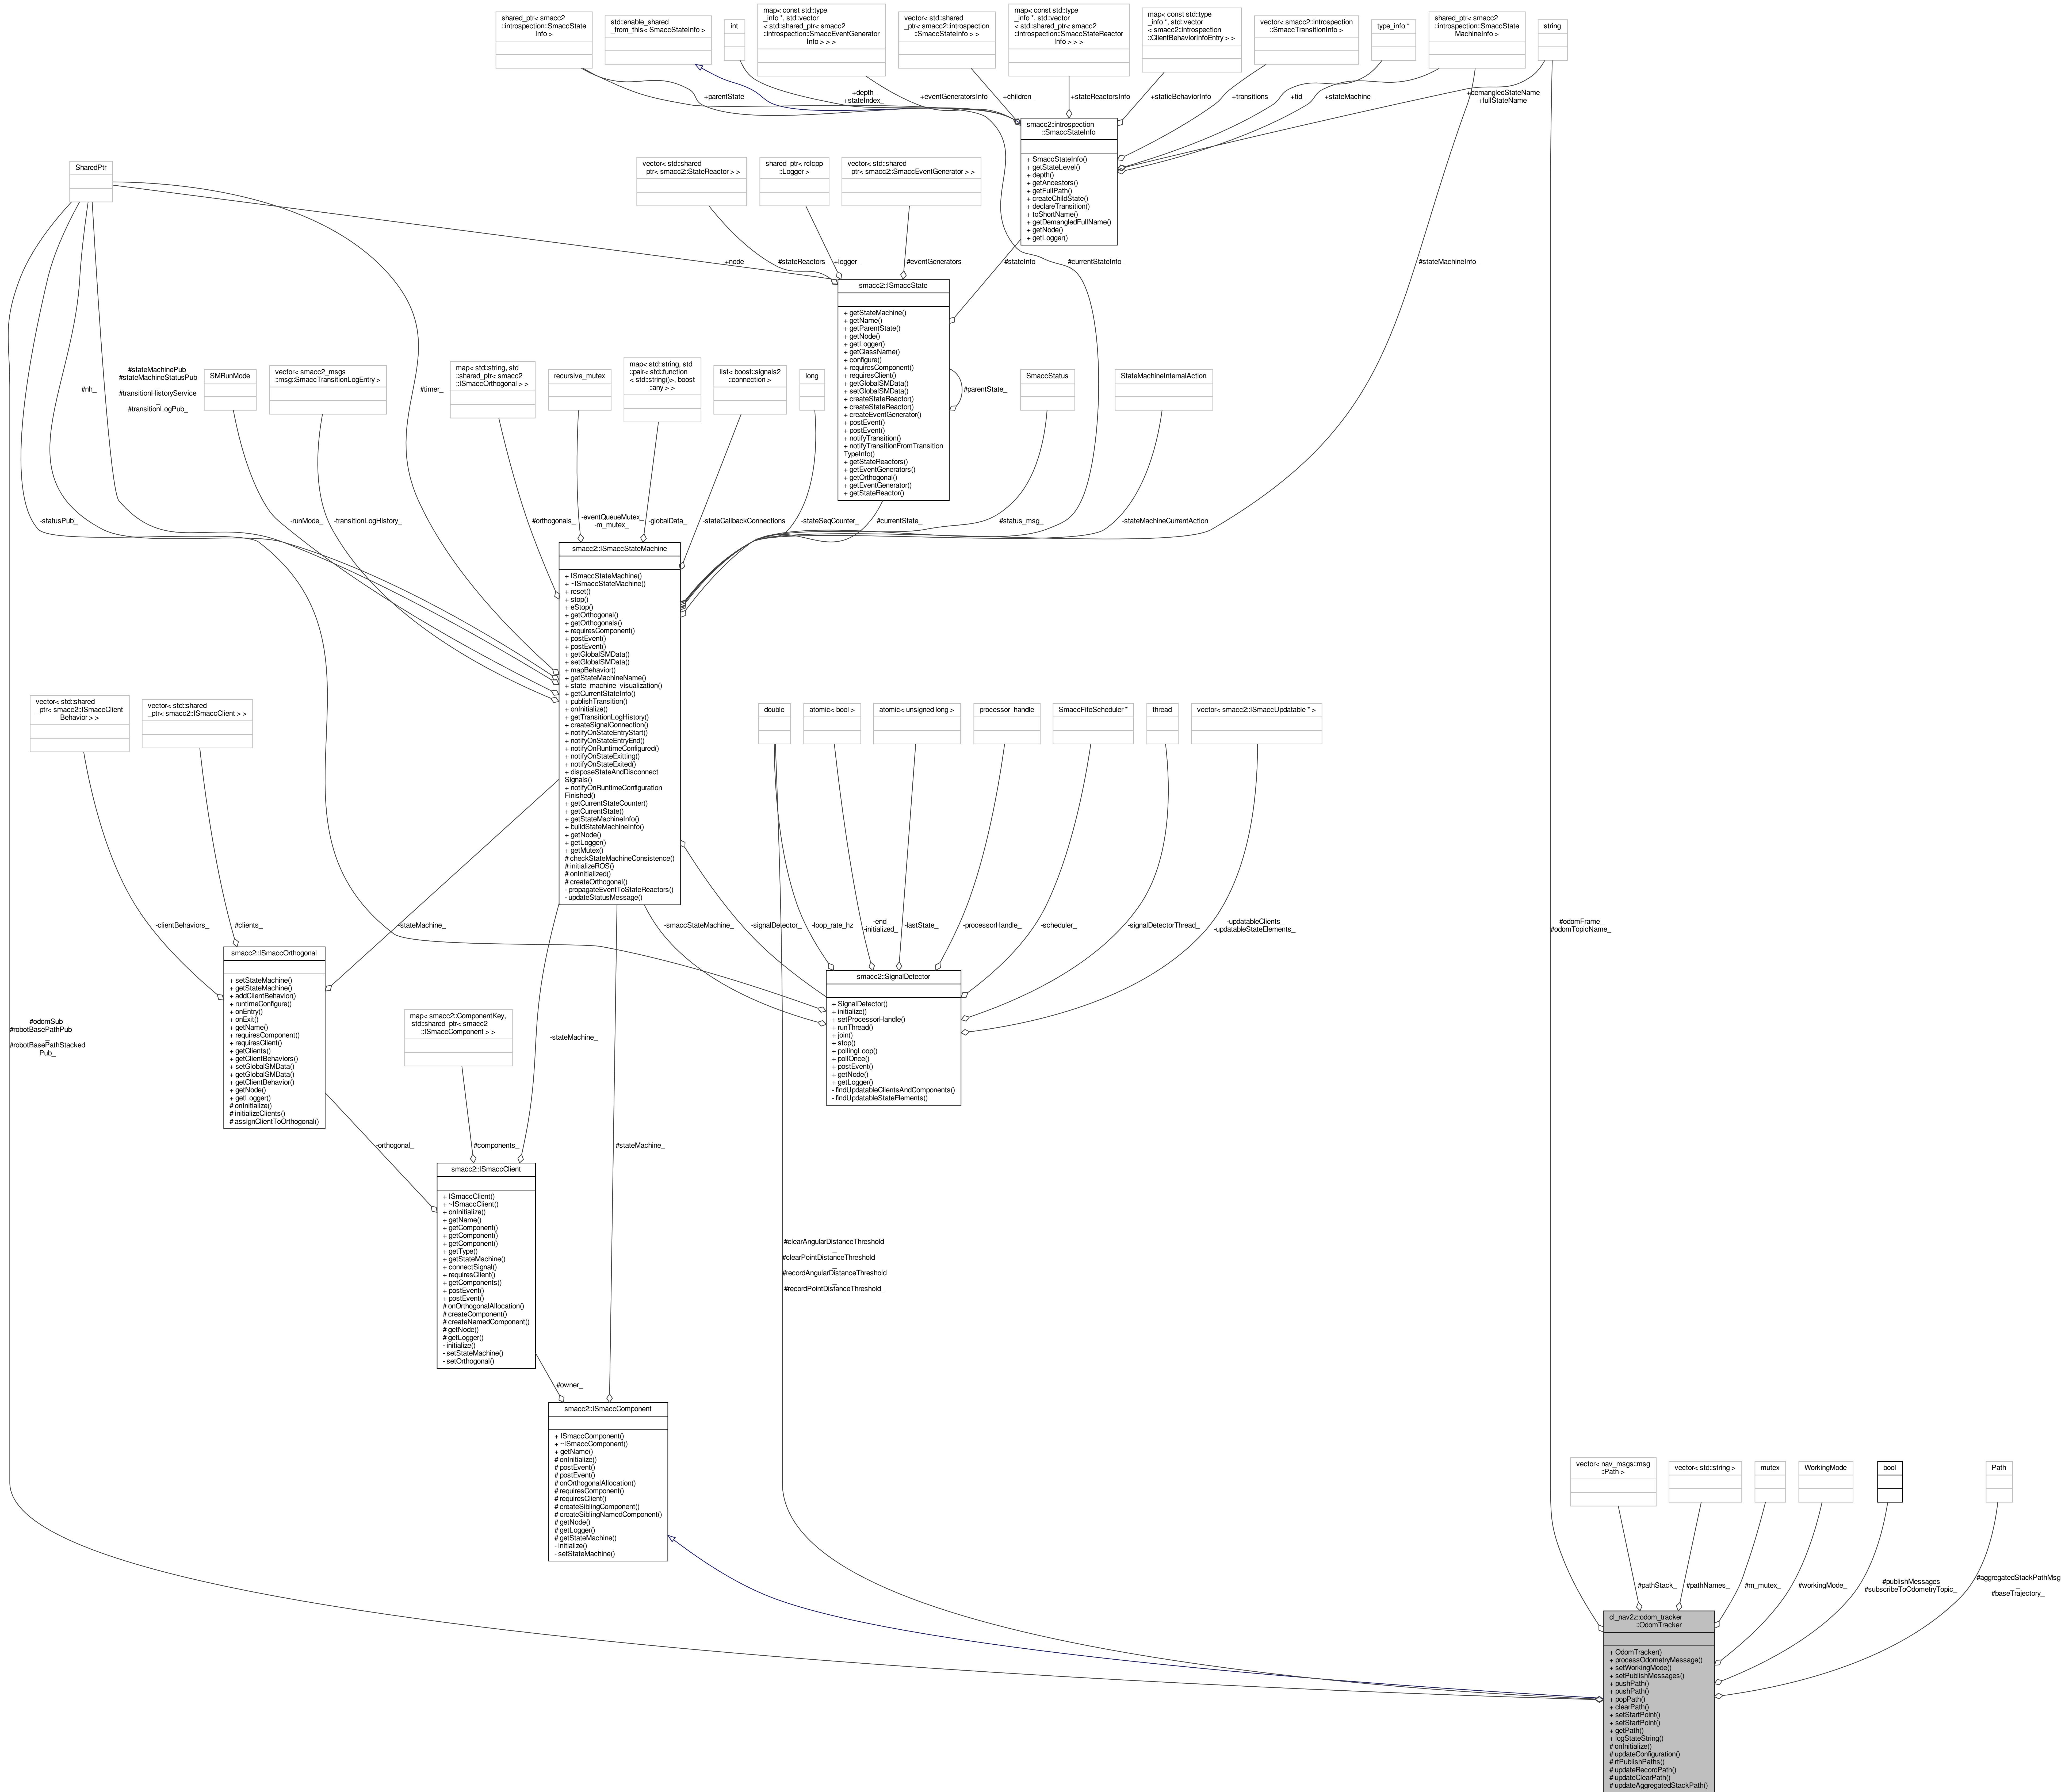 shared_ptr< smacc2
::introspection::SmaccState
Info >
std::enable_shared
_from_this< SmaccStateInfo >
int
map< const std::type
_info *, std::vector
< std::shared_ptr< smacc2
::introspection::SmaccEventGenerator
Info > > >
vector< std::shared
_ptr< smacc2::introspection
::SmaccStateInfo > >
map< const std::type
_info *, std::vector
< std::shared_ptr< smacc2
::introspection::SmaccStateReactor
Info > > >
map< const std::type
_info *, std::vector
< smacc2::introspection
::ClientBehaviorInfoEntry > >
vector< smacc2::introspection
::SmaccTransitionInfo >
type_info *
shared_ptr< smacc2
::introspection::SmaccState
MachineInfo >
string
+parentState_
+depth_
+stateIndex_
+eventGeneratorsInfo
+children_
+stateReactorsInfo
+staticBehaviorInfo
+transitions_
+tid_
+stateMachine_
+demangledStateName
+fullStateName
smacc2::introspection
::SmaccStateInfo
+ SmaccStateInfo()
+ getStateLevel()
+ depth()
+ getAncestors()
+ getFullPath()
+ createChildState()
+ declareTransition()
+ toShortName()
+ getDemangledFullName()
+ getNode()
+ getLogger()
SharedPtr
vector< std::shared
_ptr< smacc2::StateReactor > >
shared_ptr< rclcpp
::Logger >
vector< std::shared
_ptr< smacc2::SmaccEventGenerator > >
+node_
#stateReactors_
+logger_
#eventGenerators_
#stateInfo_
#currentStateInfo_
#stateMachineInfo_
smacc2::ISmaccState
+ getStateMachine()
+ getName()
+ getParentState()
+ getNode()
+ getLogger()
+ getClassName()
+ configure()
+ requiresComponent()
+ requiresClient()
+ getGlobalSMData()
+ setGlobalSMData()
+ createStateReactor()
+ createStateReactor()
+ createEventGenerator()
+ postEvent()
+ postEvent()
+ notifyTransition()
+ notifyTransitionFromTransition
TypeInfo()
+ getStateReactors()
+ getEventGenerators()
+ getOrthogonal()
+ getEventGenerator()
+ getStateReactor()
#parentState_
#nh_
#stateMachinePub_
#stateMachineStatusPub
_
#transitionHistoryService
_
#transitionLogPub_
SMRunMode
vector< smacc2_msgs
::msg::SmaccTransitionLogEntry >
#timer_
map< std::string, std
::shared_ptr< smacc2
::ISmaccOrthogonal > >
recursive_mutex
map< std::string, std
::pair< std::function
< std::string()>, boost
::any > >
list< boost::signals2
::connection >
long
SmaccStatus
StateMachineInternalAction
-statusPub_
-runMode_
-transitionLogHistory_
#orthogonals_
-eventQueueMutex_
-m_mutex_
-globalData_
-stateCallbackConnections
-stateSeqCounter_
#currentState_
#status_msg_
-stateMachineCurrentAction
smacc2::ISmaccStateMachine
+ ISmaccStateMachine()
+ ~ISmaccStateMachine()
+ reset()
+ stop()
+ eStop()
+ getOrthogonal()
+ getOrthogonals()
+ requiresComponent()
+ postEvent()
+ postEvent()
+ getGlobalSMData()
+ setGlobalSMData()
+ mapBehavior()
+ getStateMachineName()
+ state_machine_visualization()
+ getCurrentStateInfo()
+ publishTransition()
+ onInitialize()
+ getTransitionLogHistory()
+ createSignalConnection()
+ notifyOnStateEntryStart()
+ notifyOnStateEntryEnd()
+ notifyOnRuntimeConfigured()
+ notifyOnStateExitting()
+ notifyOnStateExited()
+ disposeStateAndDisconnect
Signals()
+ notifyOnRuntimeConfiguration
Finished()
+ getCurrentStateCounter()
+ getCurrentState()
+ getStateMachineInfo()
+ buildStateMachineInfo()
+ getNode()
+ getLogger()
+ getMutex()
# checkStateMachineConsistence()
# initializeROS()
# onInitialized()
# createOrthogonal()
- propagateEventToStateReactors()
- updateStatusMessage()
vector< std::shared
_ptr< smacc2::ISmaccClient
Behavior > >
vector< std::shared
_ptr< smacc2::ISmaccClient > >
double
atomic< bool >
atomic< unsigned long >
processor_handle
SmaccFifoScheduler *
thread
vector< smacc2::ISmaccUpdatable * >
-clientBehaviors_
#clients_
-stateMachine_
-smaccStateMachine_
-signalDetector_
-loop_rate_hz
-end_
-initialized_
-lastState_
-processorHandle_
-scheduler_
-signalDetectorThread_
-updatableClients_
-updatableStateElements_
#odomFrame_
#odomTopicName_
smacc2::ISmaccOrthogonal
+ setStateMachine()
+ getStateMachine()
+ addClientBehavior()
+ runtimeConfigure()
+ onEntry()
+ onExit()
+ getName()
+ requiresComponent()
+ requiresClient()
+ getClients()
+ getClientBehaviors()
+ setGlobalSMData()
+ getGlobalSMData()
+ getClientBehavior()
+ getNode()
+ getLogger()
# onInitialize()
# initializeClients()
# assignClientToOrthogonal()
smacc2::SignalDetector
+ SignalDetector()
+ initialize()
+ setProcessorHandle()
+ runThread()
+ join()
+ stop()
+ pollingLoop()
+ pollOnce()
+ postEvent()
+ getNode()
+ getLogger()
- findUpdatableClientsAndComponents()
- findUpdatableStateElements()
#odomSub_
#robotBasePathPub
_
#robotBasePathStacked
Pub_
map< smacc2::ComponentKey,
std::shared_ptr< smacc2
::ISmaccComponent > >
-stateMachine_
-orthogonal_
#components_
#stateMachine_
smacc2::ISmaccClient
+ ISmaccClient()
+ ~ISmaccClient()
+ onInitialize()
+ getName()
+ getComponent()
+ getComponent()
+ getComponent()
+ getType()
+ getStateMachine()
+ connectSignal()
+ requiresClient()
+ getComponents()
+ postEvent()
+ postEvent()
# onOrthogonalAllocation()
# createComponent()
# createNamedComponent()
# getNode()
# getLogger()
- initialize()
- setStateMachine()
- setOrthogonal()
#clearAngularDistanceThreshold
_
#clearPointDistanceThreshold
_
#recordAngularDistanceThreshold
_
#recordPointDistanceThreshold_
#owner_
smacc2::ISmaccComponent
+ ISmaccComponent()
+ ~ISmaccComponent()
+ getName()
# onInitialize()
# postEvent()
# postEvent()
# onOrthogonalAllocation()
# requiresComponent()
# requiresClient()
# createSiblingComponent()
# createSiblingNamedComponent()
# getNode()
# getLogger()
# getStateMachine()
- initialize()
- setStateMachine()
vector< nav_msgs::msg
::Path >
vector< std::string >
mutex
WorkingMode
bool
Path
#pathStack_
#pathNames_
#m_mutex_
#workingMode_
#publishMessages
#subscribeToOdometryTopic_
#aggregatedStackPathMsg
_
#baseTrajectory_
cl_nav2z::odom_tracker
::OdomTracker
+ OdomTracker()
+ processOdometryMessage()
+ setWorkingMode()
+ setPublishMessages()
+ pushPath()
+ pushPath()
+ popPath()
+ clearPath()
+ setStartPoint()
+ setStartPoint()
+ getPath()
+ logStateString()
# onInitialize()
# updateConfiguration()
# rtPublishPaths()
# updateRecordPath()
# updateClearPath()
# updateAggregatedStackPath()